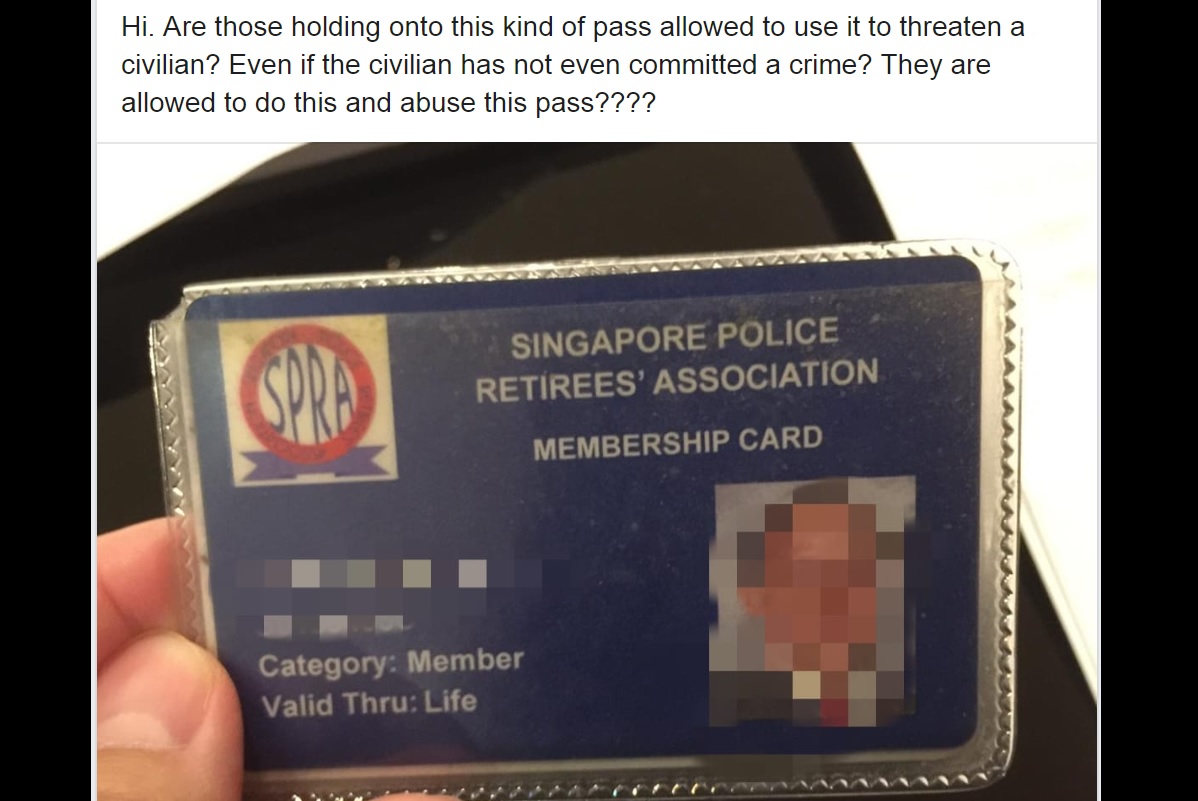 Hi. Are those holding onto this kind of pass allowed to use it to threaten a
civilian? Even if the civilian has not even committed a crime? They are
allowed to do this and abuse this pass????
SPRA
SINGAPORE POLICE
RETIREES' ASSOCIATION
MEMBERSHIP CARD
Category: Member
Valid Thru: Life